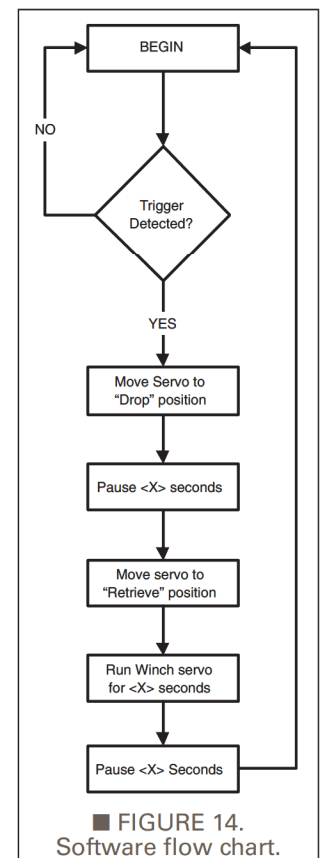 BEGIN
NO
Trigger
Detected?
YES
Move Servo to
“Drop” position
Pause <X> seconds
Move servo to
“Retrieve” position
Run Winch servo
for <X> seconds
Pause <X> Seconds
■ FIGURE 14.
Software flow chart.